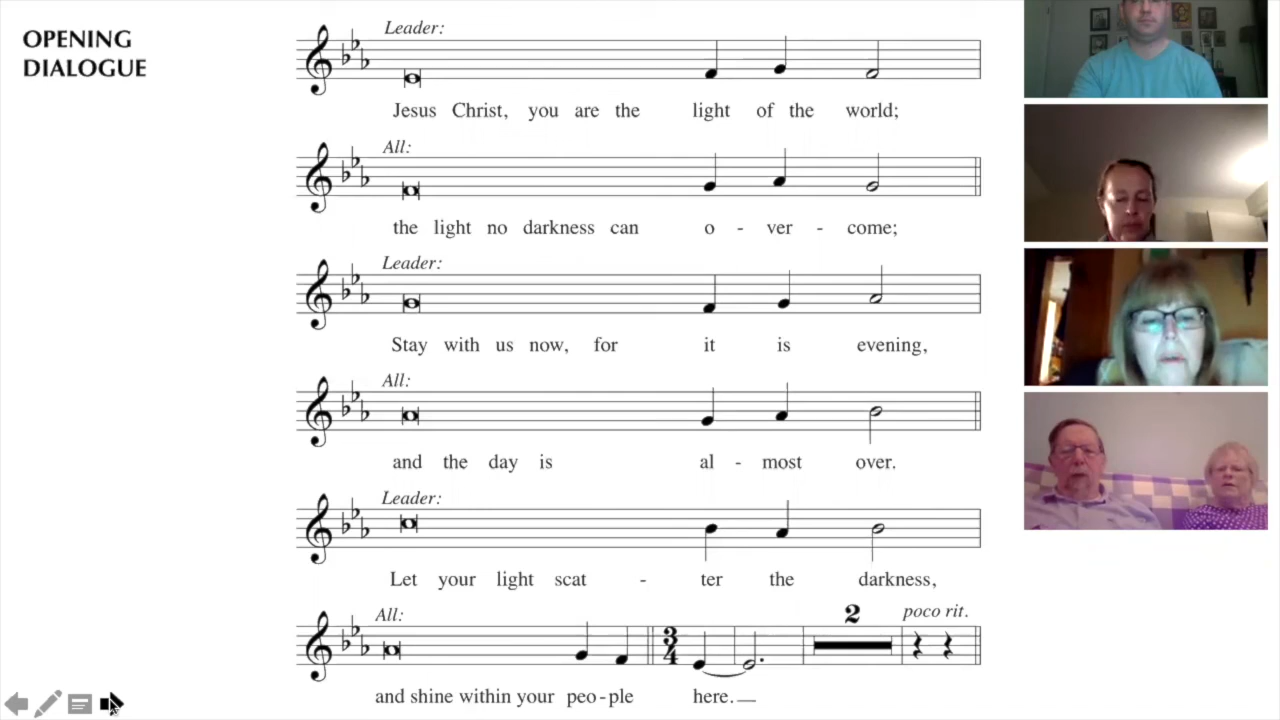 OPENING
DIALOGUE
Leader:
Jesus Christ, you are the light of the world;
All:
the light no darkness can o - ver - come;
Leader:
Stay with us now, for it is evening,
All:
and the day is al - most over.
Leader:
Let your light scat - ter the darkness,
All:
2 poco rit.
3
4
and shine within your peo - ple here.